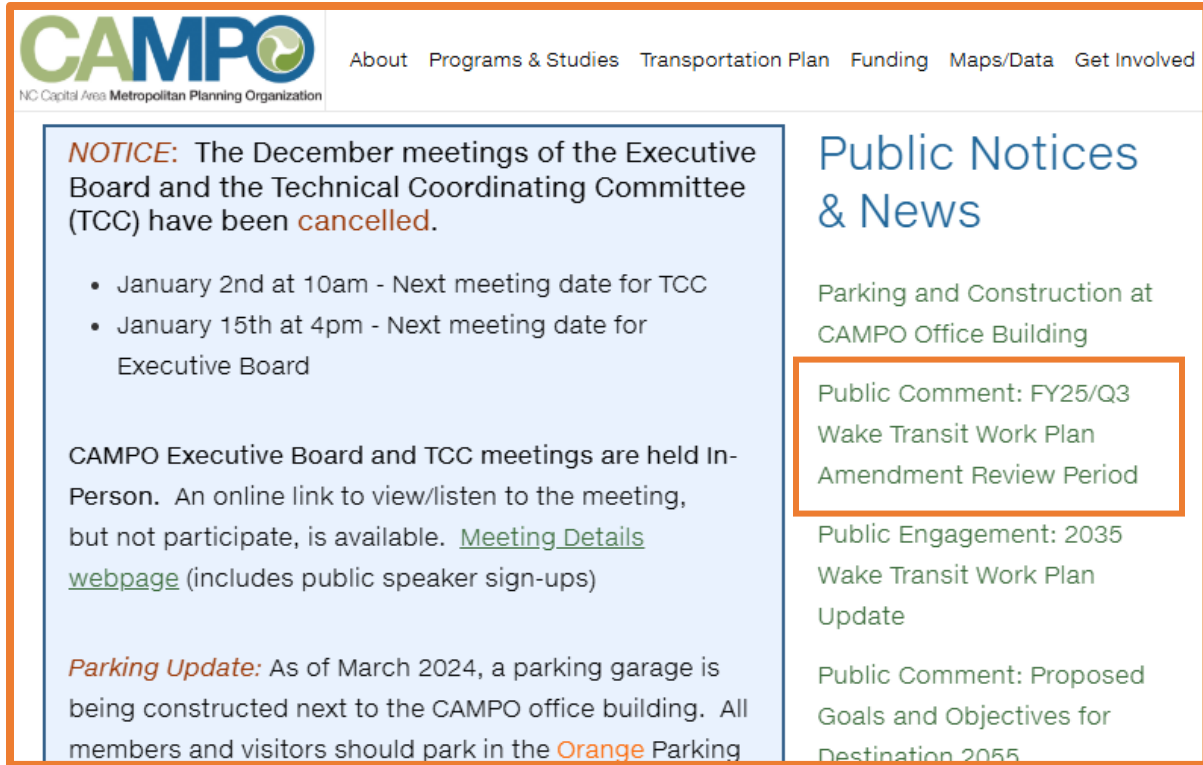 CAMPO
NC Capital Area Metropolitan Planning Organization
About Programs & Studies Transportation Plan Funding Maps/Data Get Involved
NOTICE: The December meetings of the Executive
Board and the Technical Coordinating Committee
(TCC) have been cancelled.
• January 2nd at 10am - Next meeting date for TCC
• January 15th at 4pm - Next meeting date for
Executive Board
CAMPO Executive Board and TCC meetings are held In-
Person. An online link to view/listen to the meeting,
but not participate, is available. Meeting Details
webpage (includes public speaker sign-ups)
Parking Update: As of March 2024, a parking garage is
being constructed next to the CAMPO office building. All
members and visitors should park in the Orange Parking
Public Notices
& News
Parking and Construction at
CAMPO Office Building
Public Comment: FY25/Q3
Wake Transit Work Plan
Amendment Review Period
Public Engagement: 2035
Wake Transit Work Plan
Update
Public Comment: Proposed
Goals and Objectives for
Destination 2055